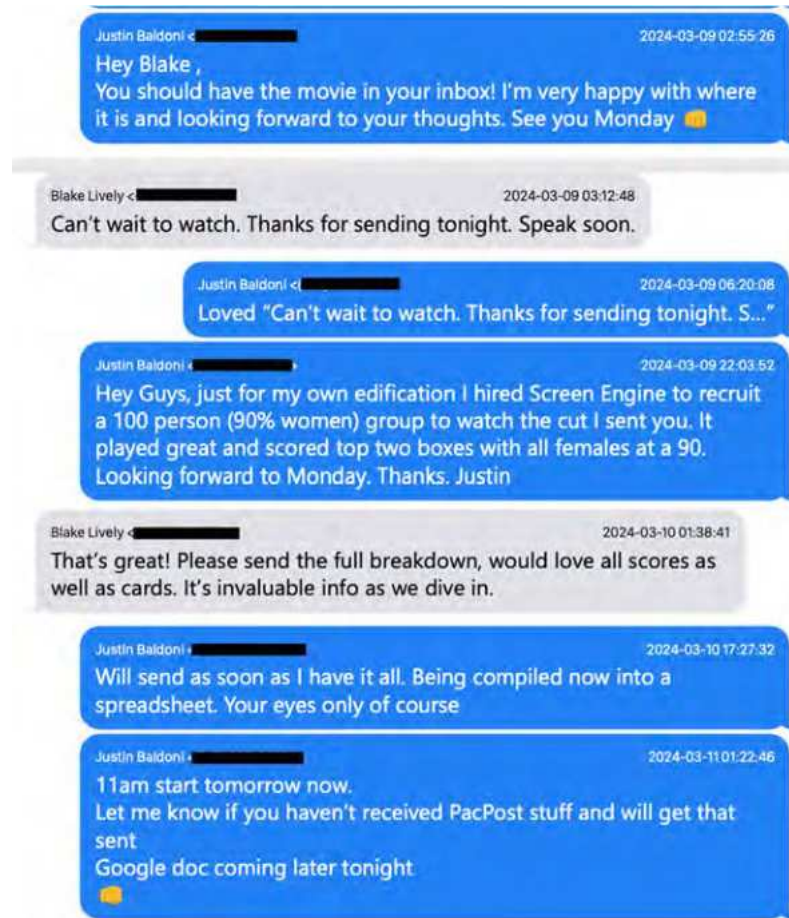 Justin Baldoni < 2024-03-09 02:55:26
Hey Blake ,
You should have the movie in your inbox! I'm very happy with where
it is and looking forward to your thoughts. See you Monday 👊
Blake Lively < 2024-03-09 03:12:48
Can't wait to watch. Thanks for sending tonight. Speak soon.
Justin Baldoni <( 2024-03-09 06:20:08
Loved “Can't wait to watch. Thanks for sending tonight. S...”
Justin Baldoni < > 2024-03-09 22:03:52
Hey Guys, just for my own edification I hired Screen Engine to recruit
a 100 person (90% women) group to watch the cut I sent you. It
played great and scored top two boxes with all females at a 90.
Looking forward to Monday. Thanks. Justin
Blake Lively < 2024-03-10 01:38:41
That's great! Please send the full breakdown, would love all scores as
well as cards. It's invaluable info as we dive in.
Justin Baldoni < 2024-03-10 17:27:32
Will send as soon as I have it all. Being compiled now into a
spreadsheet. Your eyes only of course
Justin Baldoni < 2024-03-11 01:22:46
11am start tomorrow now.
Let me know if you haven't received PacPost stuff and will get that
sent
Google doc coming later tonight
👊